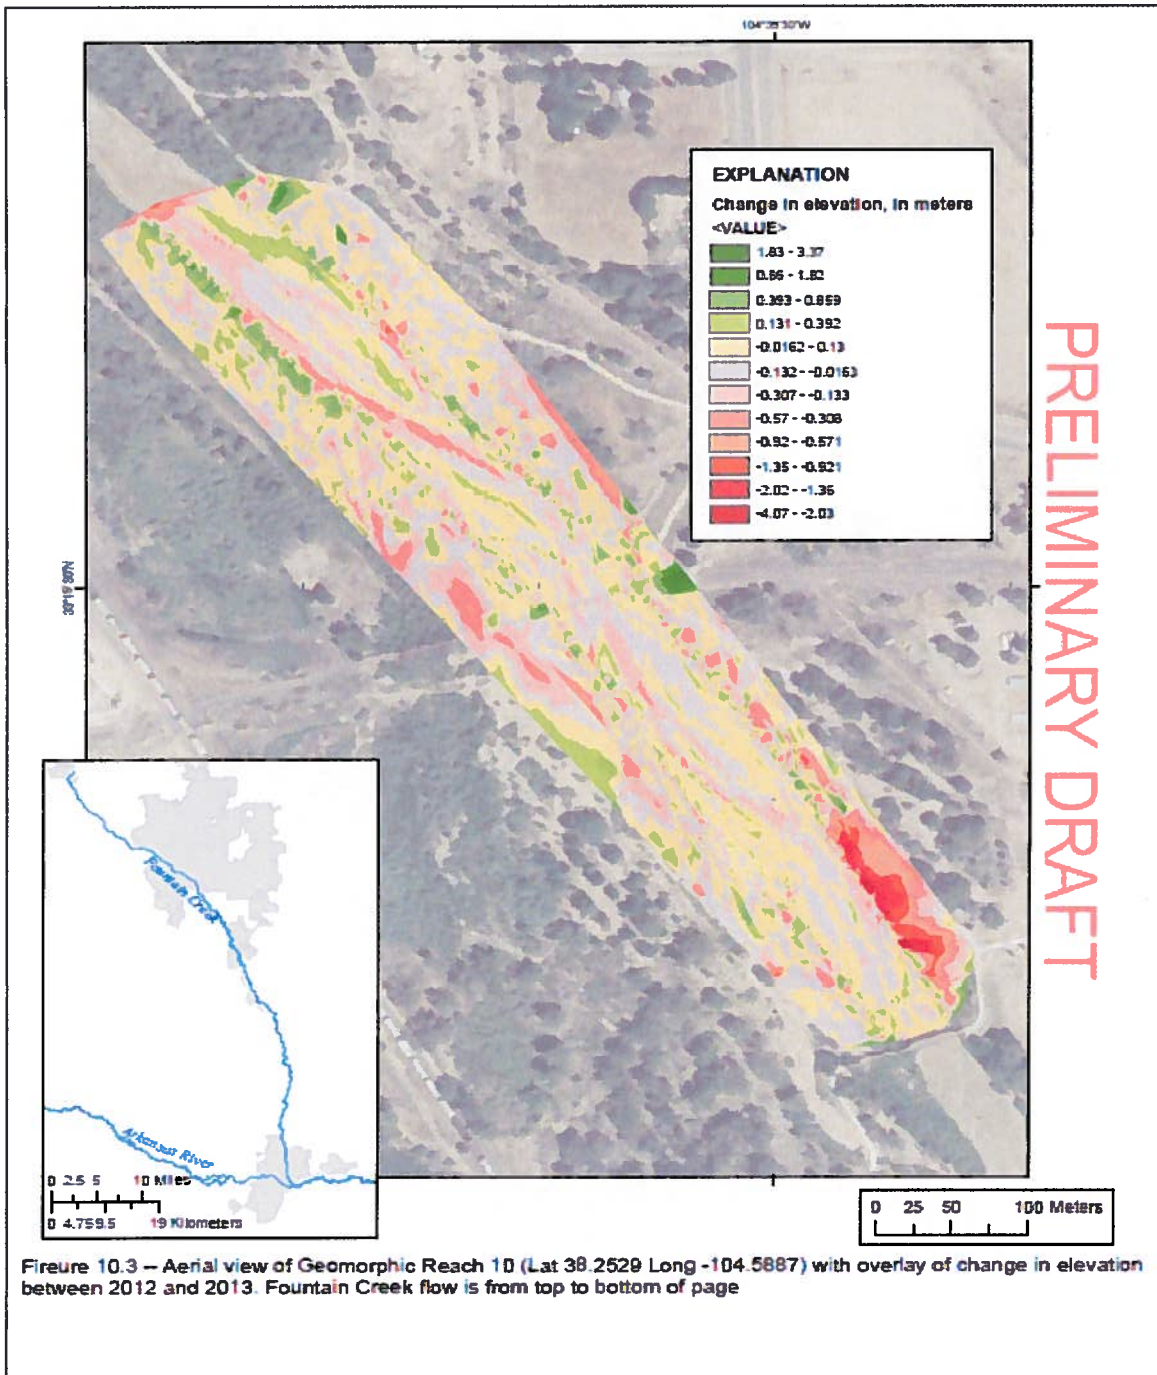 104°35'30"W
EXPLANATION
Change in elevation, in meters
<VALUE>
1.83 - 3.37
0.86 - 1.82
0.393 - 0.859
0.131 - 0.392
-0.0162 - 0.13
-0.132 - -0.0163
-0.307 - -0.133
-0.57 - -0.308
-0.92 - -0.571
-1.35 - -0.921
-2.02 - -1.36
-4.07 - -2.03
PRELIMINARY DRAFT
Fountain Creek
Arkansas River
0 2.5 5 10 Miles
0 4.759.5 19 Kilometers
0 25 50 100 Meters
Fireure 10.3 -- Aerial view of Geomorphic Reach 10 (Lat 38.2529 Long -104.5887) with overlay of change in elevation
between 2012 and 2013. Fountain Creek flow is from top to bottom of page